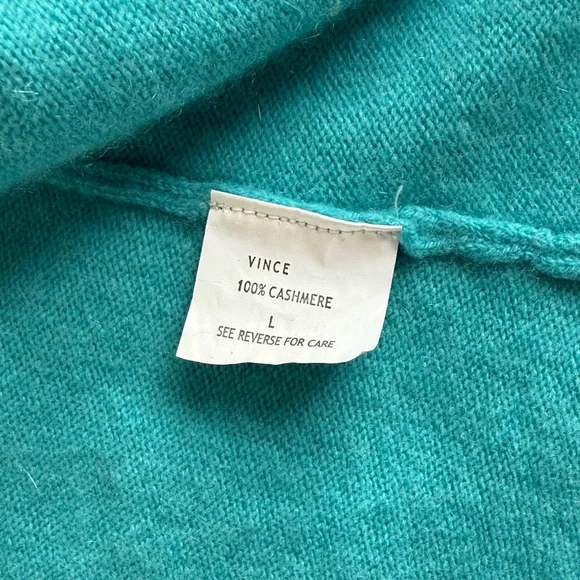 VINCE
100% CASHMERE
L
SEE REVERSE FOR CARE